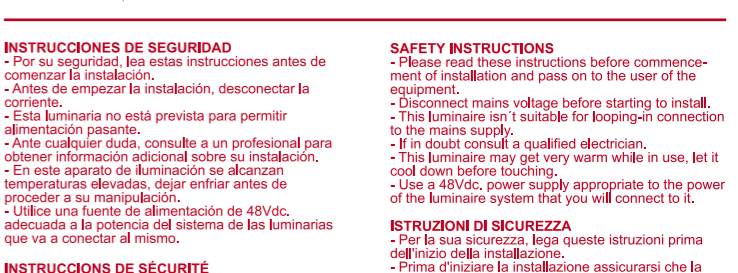 INSTRUCCIONES DE SEGURIDAD
- Por su seguridad, lea estas instrucciones antes de
comenzar la instalación.
- Antes de empezar la instalación, desconectar la
corriente.
- Esta luminaria no está prevista para permitir
alimentación pasante.
- Ante cualquier duda, consulte a un profesional para
obtener información adicional sobre su instalación.
- En este aparato de iluminación se alcanzan
temperaturas elevadas, dejar enfriar antes de
proceder a su manipulación.
- Utilice una fuente de alimentación de 48Vdc.
adecuada a la potencia del sistema de las luminarias
que va a conectar al mismo.
INSTRUCCIONS DE SÉCURITÉ
SAFETY INSTRUCTIONS
- Please read these instructions before commence-
ment of installation and pass on to the user of the
equipment.
- Disconnect mains voltage before starting to install.
- This luminaire isn´t suitable for looping-in connection
to the mains supply.
- If in doubt consult a qualified electrician.
- This luminaire may get very warm while in use, let it
cool down before touching.
- Use a 48Vdc. power supply appropriate to the power
of the luminaire system that you will connect to it.
ISTRUZIONI DI SICUREZZA
- Per la sua sicurezza, lega queste istruzioni prima
dell'inizio della installazione.
- Prima d'iniziare la installazione assicurarsi che la